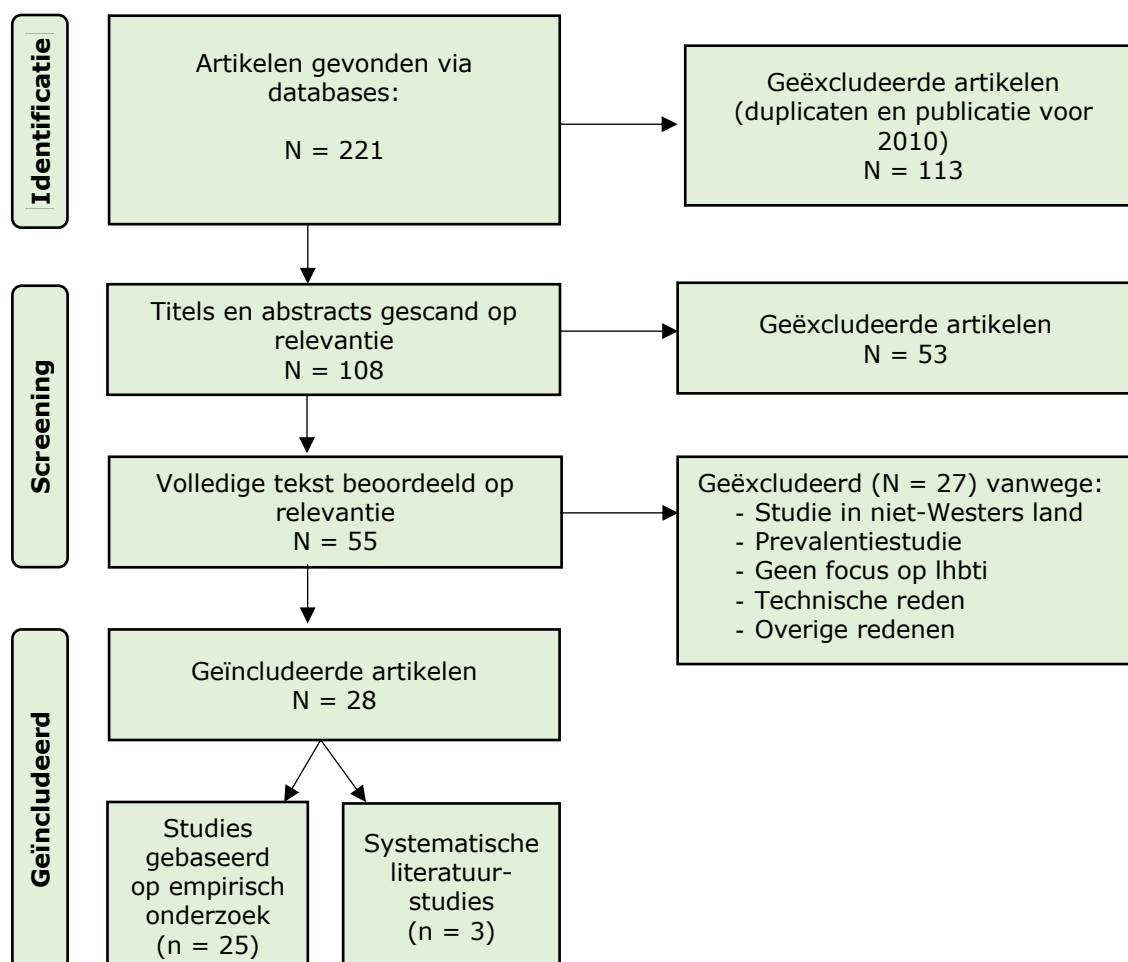 Identificatie
Artikelen gevonden via
databases:
N = 221
Geëxcludeerde artikelen
(duplicaten en publicatie voor
2010)
N = 113
Screening
Titels en abstracts gescand op
relevantie
N = 108
Geëxcludeerde artikelen
N = 53
Volledige tekst beoordeeld op
relevantie
N = 55
Geëxcludeerd (N = 27) vanwege:
- Studie in niet-Westers land
- Prevalentiestudie
- Geen focus op lhbti
- Technische reden
- Overige redenen
Geïncludeerd
Geïncludeerde artikelen
N = 28
Studies
gebaseerd
op empirisch
onderzoek
(n = 25)
Systematische
literatuur-
studies
(n = 3)